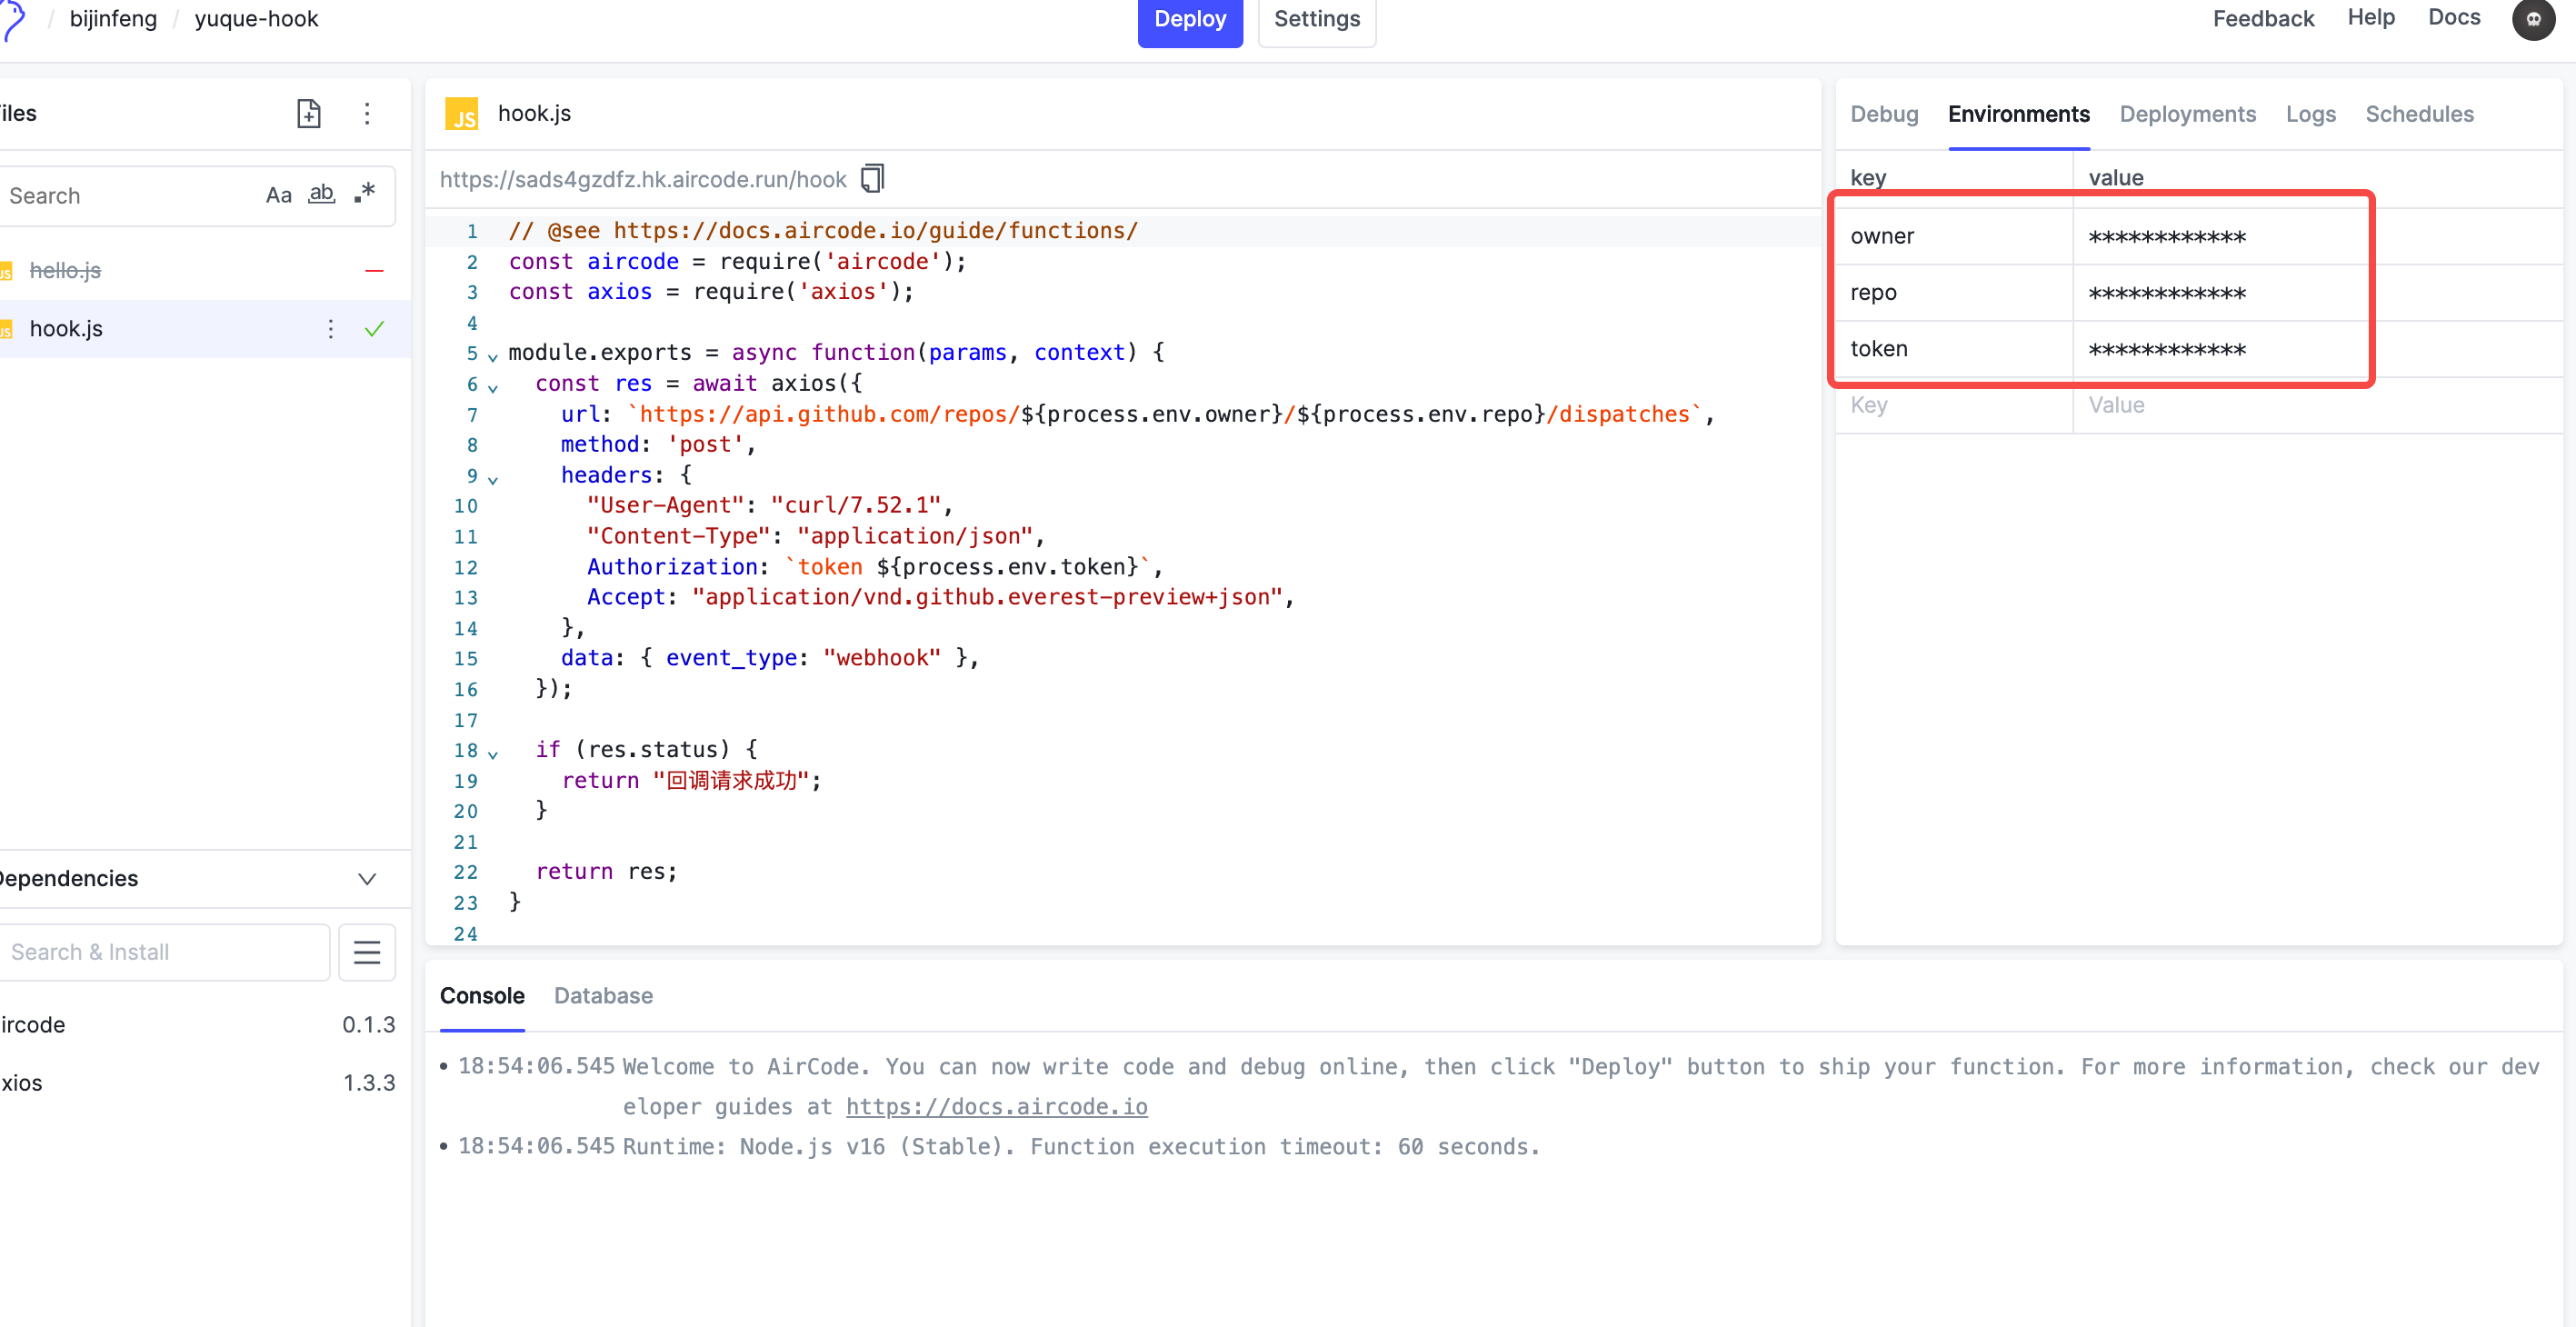 / bijinfeng / yuque-hook
Deploy
Settings
Feedback
Help
Docs
iles
Search
Aa
ab
.*
JS hello.js
JS hook.js
Dependencies
Search & Install
ircode 0.1.3
xios 1.3.3
JS hook.js
https://sads4gzdfz.hk.aircode.run/hook
1 // @see https://docs.aircode.io/guide/functions/
2 const aircode = require('aircode');
3 const axios = require('axios');
4
5 module.exports = async function(params, context) {
6 const res = await axios({
7 url: `https://api.github.com/repos/${process.env.owner}/${process.env.repo}/dispatches`,
8 method: 'post',
9 headers: {
10 "User-Agent": "curl/7.52.1",
11 "Content-Type": "application/json",
12 Authorization: `token ${process.env.token}`,
13 Accept: "application/vnd.github.everest-preview+json",
14 },
15 data: { event_type: "webhook" },
16 });
17
18 if (res.status) {
19 return "回调请求成功";
20 }
21
22 return res;
23 }
24
Debug Environments Deployments Logs Schedules
key value
owner ************
repo ************
token ************
Key Value
Console Database
• 18:54:06.545 Welcome to AirCode. You can now write code and debug online, then click "Deploy" button to ship your function. For more information, check our dev
eloper guides at https://docs.aircode.io
• 18:54:06.545 Runtime: Node.js v16 (Stable). Function execution timeout: 60 seconds.